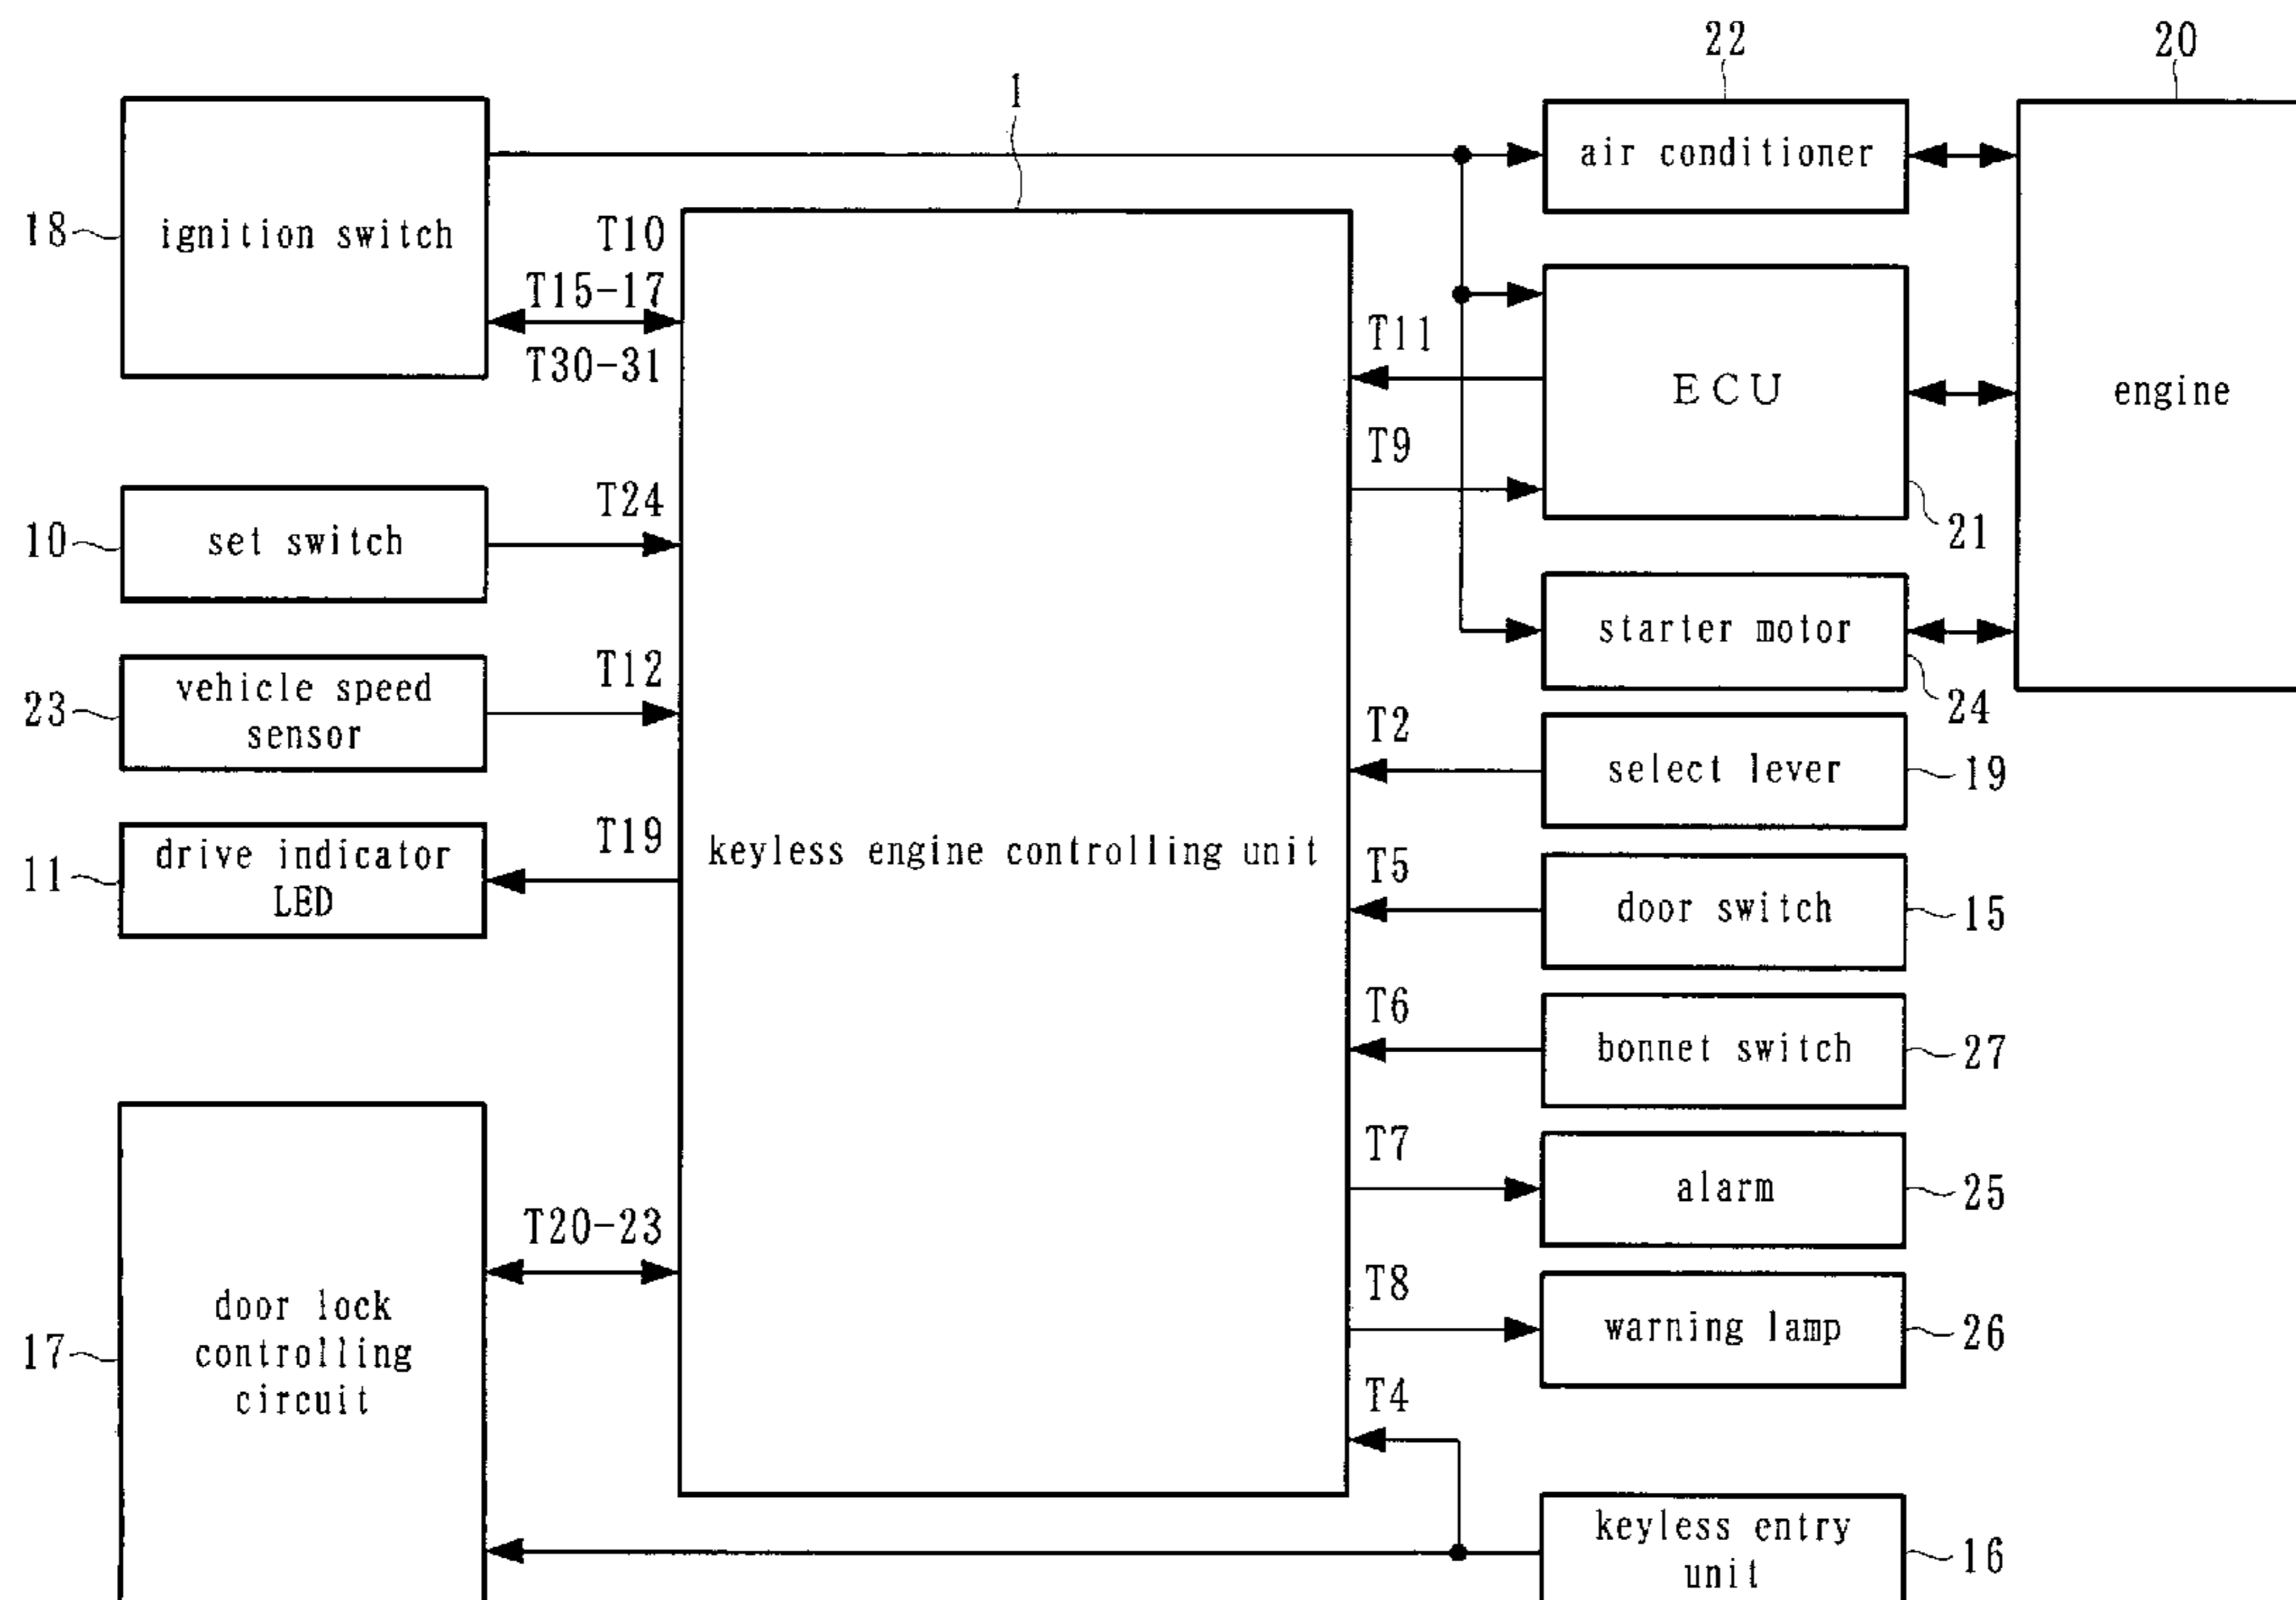 22
20
1
air conditioner
18
ignition switch
T10
T15-17
T30-31
T11
ECU
engine
T9
T24
10
set switch
21
starter motor
T12
23
vehicle speed
sensor
24
T2
select lever
19
T19
11
drive indicator
LED
keyless engine controlling unit
T5
door switch
15
T6
bonnet switch
27
T7
alarm
25
T20-23
T8
warning lamp
26
17
door lock
controlling
circuit
T4
keyless entry
unit
16